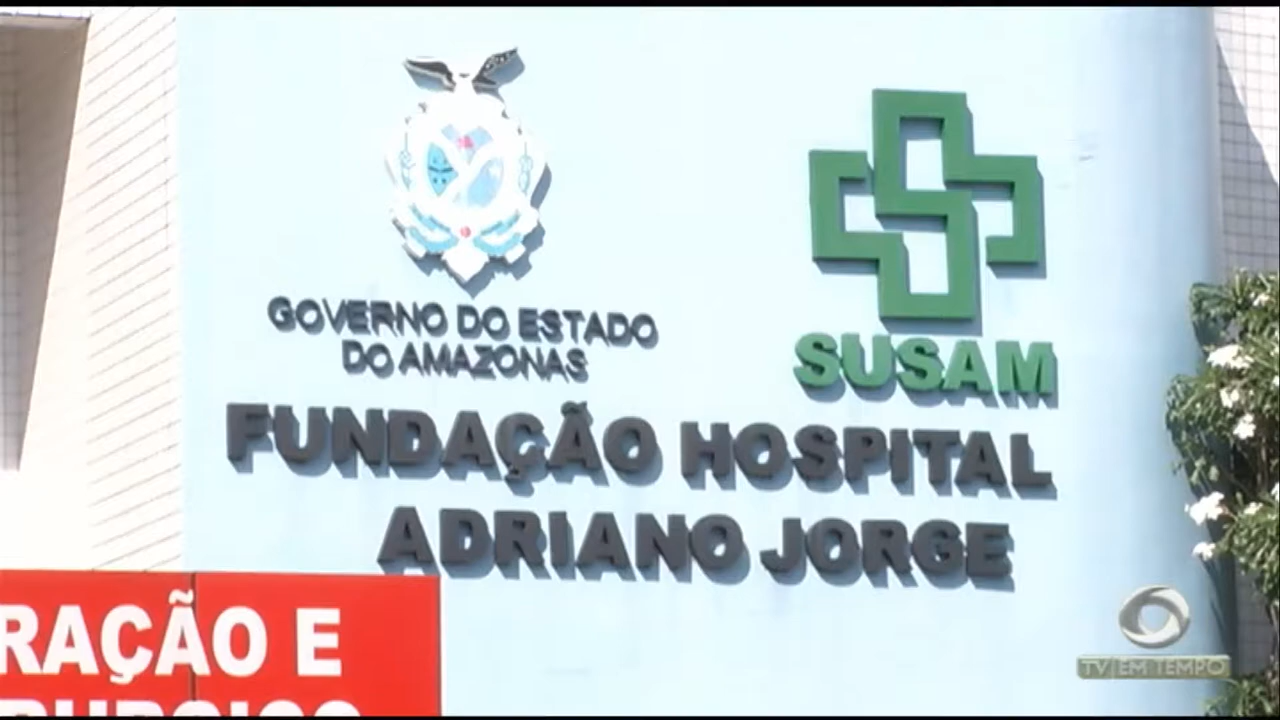 GOVERNO DO ESTADO
DO AMAZONAS
SUSAM
FUNDAÇÃO HOSPITAL
ADRIANO JORGE
RAÇÃO E
TV EM TEMPO